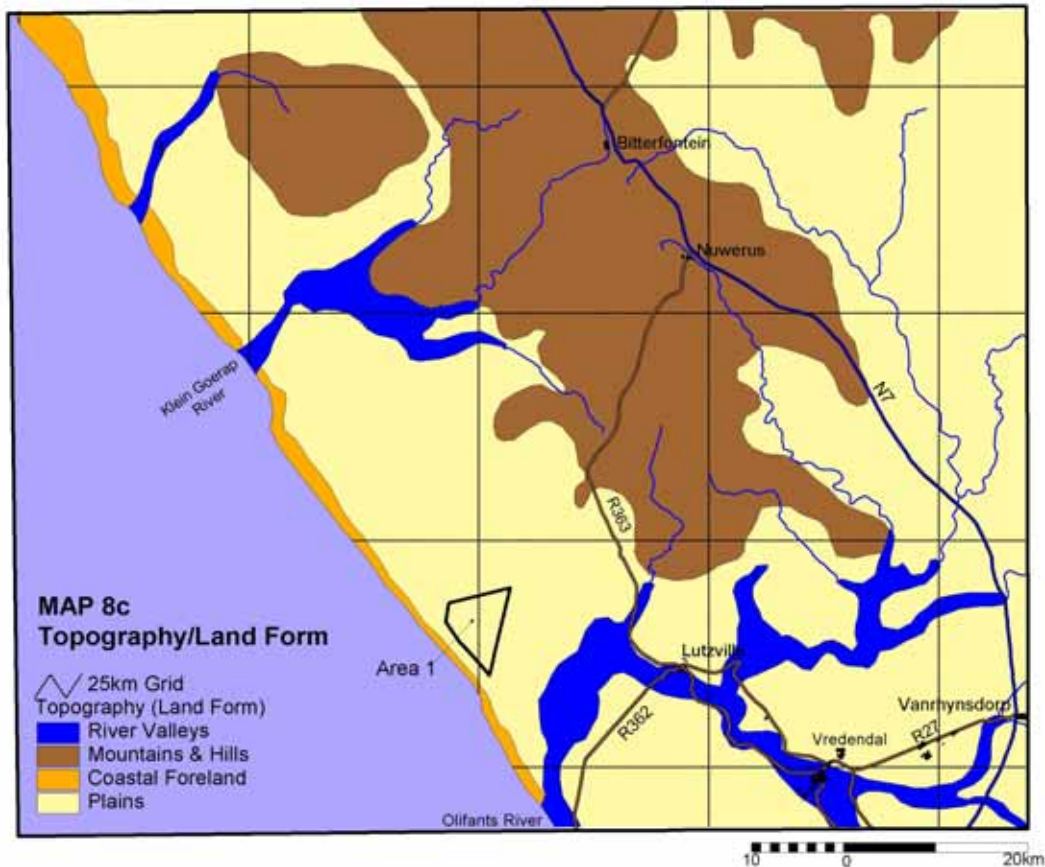 Bitterfontein
Nuwerus
Klein Goerap
River
N7
R363
MAP 8c
Topography/Land Form
Area 1
Lutzville
25km Grid
Topography (Land Form)
River Valleys
Mountains & Hills
Coastal Foreland
Plains
R362
Vanrhynsdorp
R27
Vredendal
Olifants River
10 0 20km